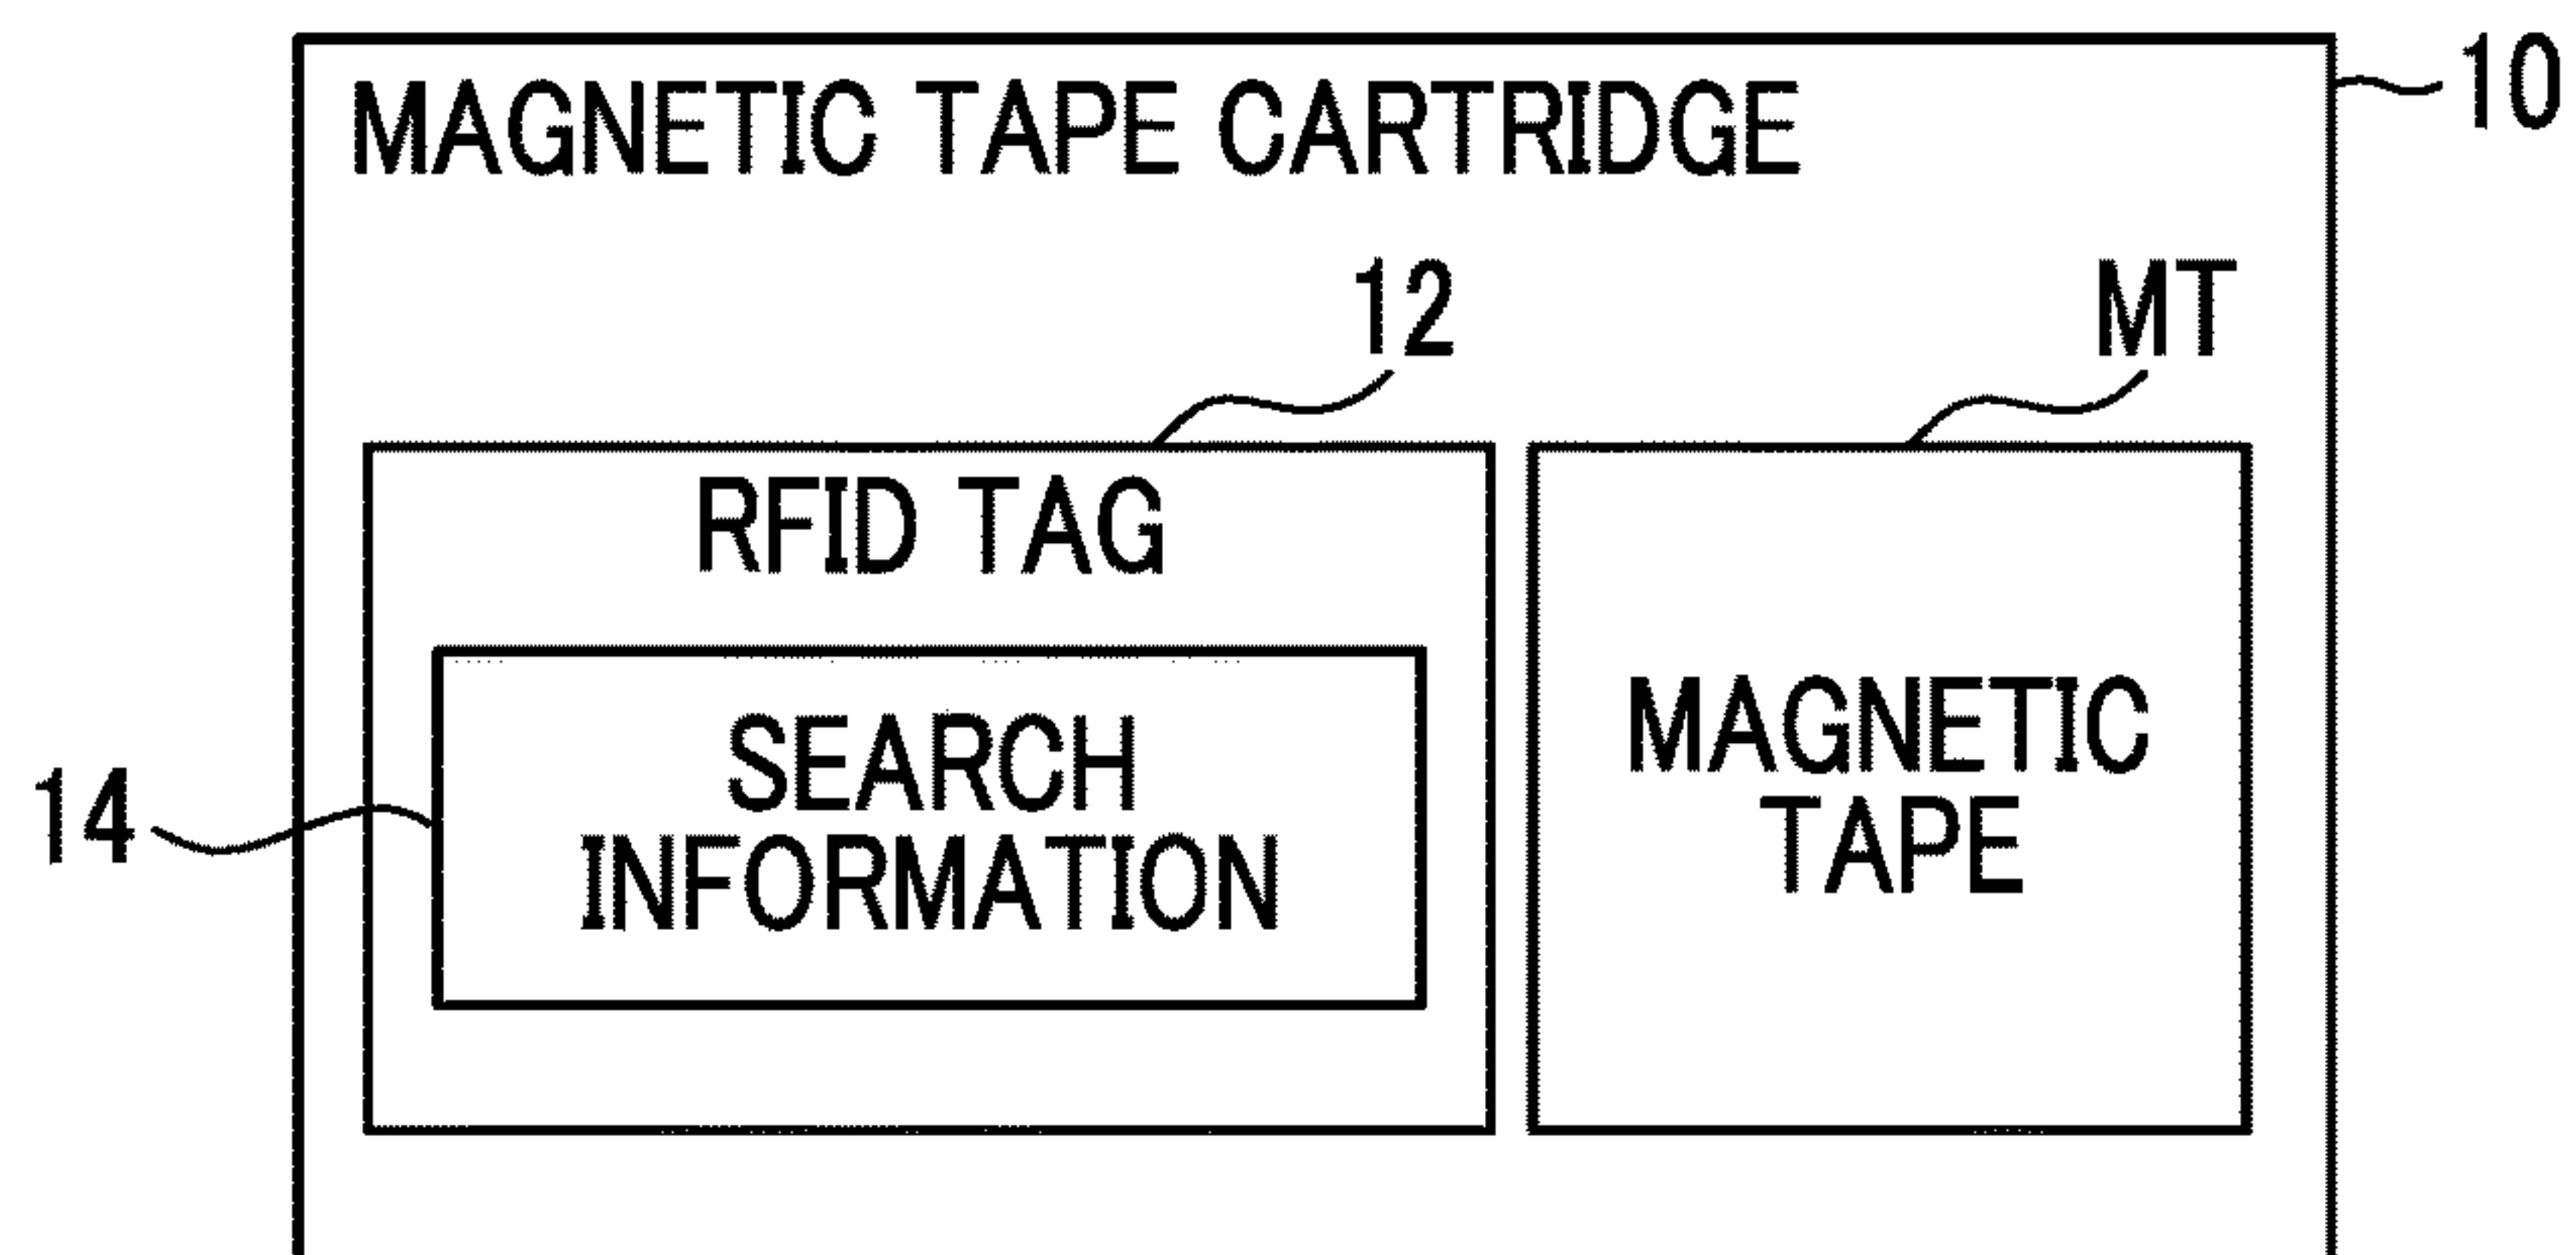 MAGNETIC TAPE CARTRIDGE
10
12
MT
RFID TAG
SEARCH
INFORMATION
14
MAGNETIC
TAPE